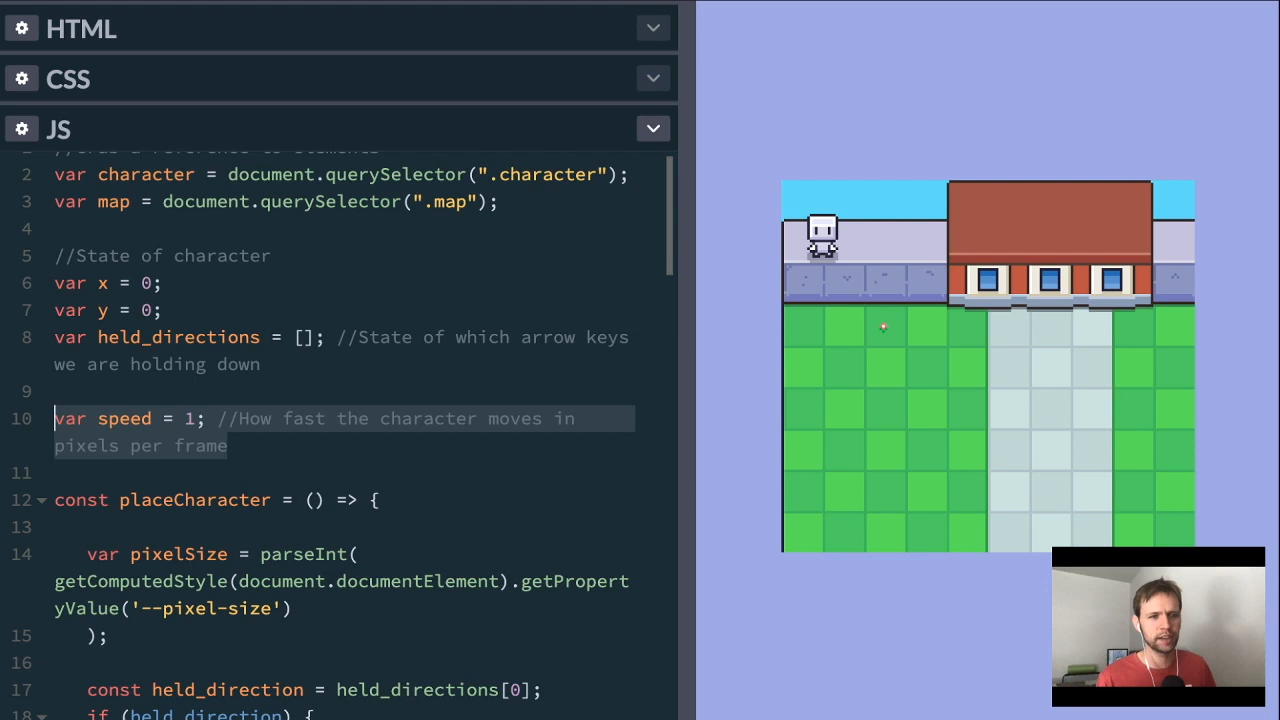 HTML
CSS
JS
2 var character = document.querySelector(".character");
3 var map = document.querySelector(".map");
4
5 //State of character
6 var x = 0;
7 var y = 0;
8 var held_directions = []; //State of which arrow keys
we are holding down
9
10 var speed = 1; //How fast the character moves in
pixels per frame
11
12 const placeCharacter = () => {
13
14 var pixelSize = parseInt(
getComputedStyle(document.documentElement).getPropert
yValue('--pixel-size')
15 );
16
17 const held_direction = held_directions[0];
18 if (held_direction) {